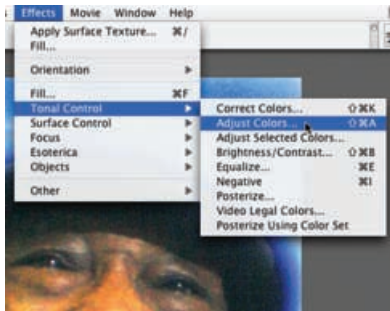 Effects Movie Window Help
Apply Surface Texture... ⌘/
Fill...
Orientation
Fill... ⌘F
Tonal Control
Surface Control
Focus
Esoterica
Objects
Other
Correct Colors... ⇧⌘K
Adjust Colors... ⇧⌘A
Adjust Selected Colors...
Brightness/Contrast... ⇧⌘B
Equalize... ⌘E
Negative ⌘I
Posterize...
Video Legal Colors...
Posterize Using Color Set